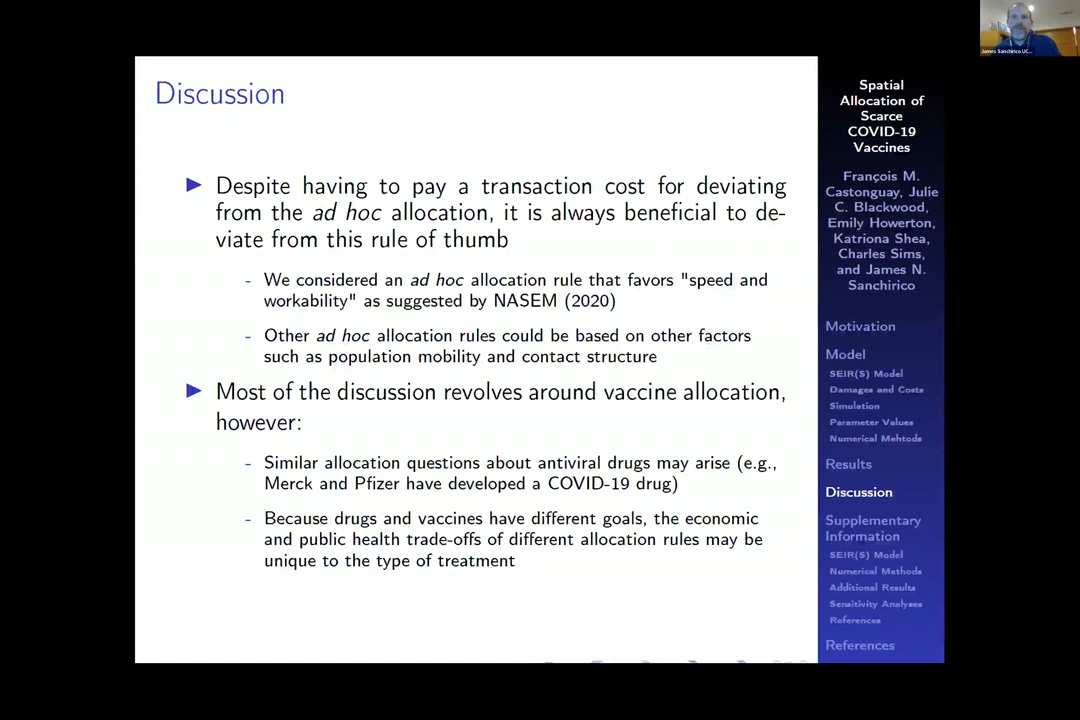 James Sanchirico UC...
Discussion
Despite having to pay a transaction cost for deviating
from the ad hoc allocation, it is always beneficial to de-
viate from this rule of thumb
- We considered an ad hoc allocation rule that favors "speed and
workability" as suggested by NASEM (2020)
- Other ad hoc allocation rules could be based on other factors
such as population mobility and contact structure
Most of the discussion revolves around vaccine allocation,
however:
- Similar allocation questions about antiviral drugs may arise (e.g.,
Merck and Pfizer have developed a COVID-19 drug)
- Because drugs and vaccines have different goals, the economic
and public health trade-offs of different allocation rules may be
unique to the type of treatment
Spatial
Allocation of
Scarce
COVID-19
Vaccines
François M.
Castonguay, Julie
C. Blackwood,
Emily Howerton,
Katriona Shea,
Charles Sims,
and James N.
Sanchirico
Motivation
Model
SEIR(S) Model
Damages and Costs
Simulation
Parameter Values
Numerical Mehtods
Results
Discussion
Supplementary
Information
SEIR(S) Model
Numerical Methods
Additional Results
Sensitivity Analyses
References
References